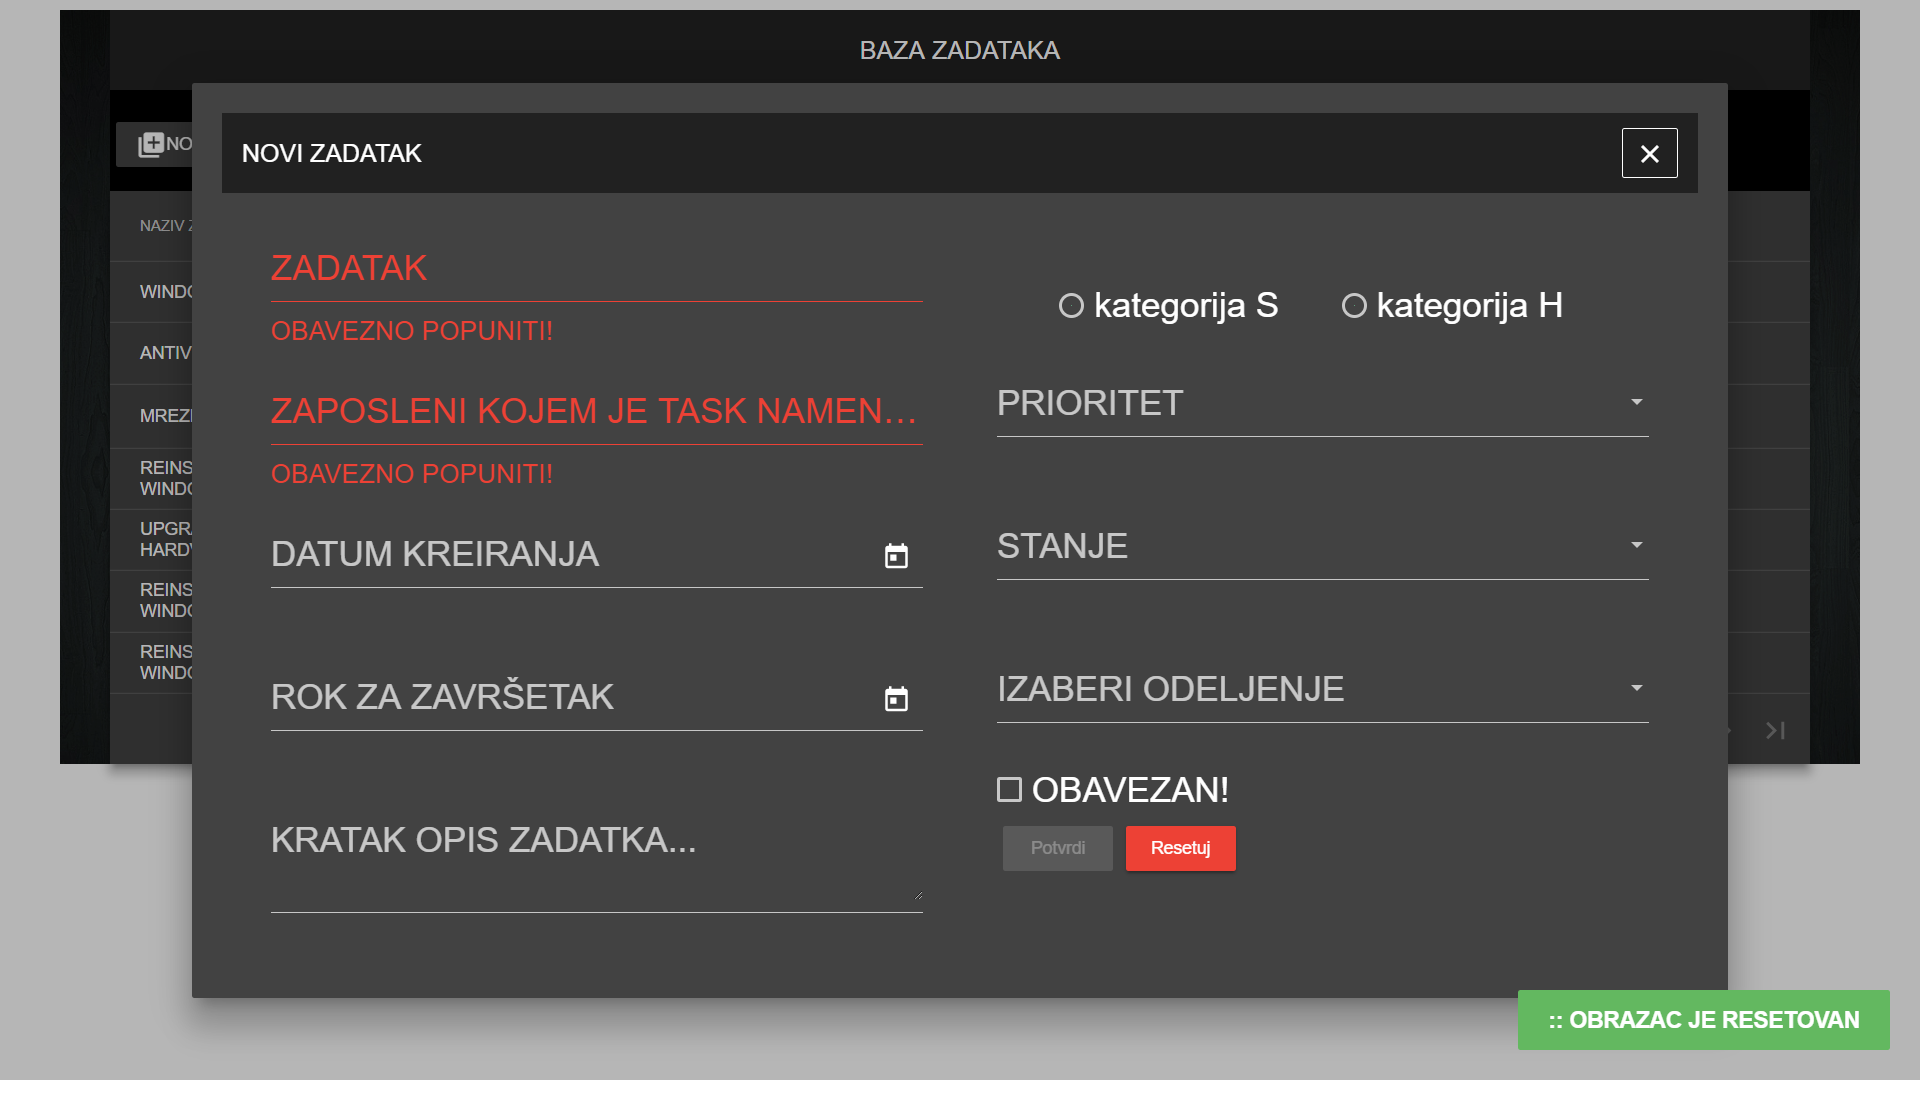 BAZA ZADATAKA
NO
NOVI ZADATAK
NAZIV
WINDO
ANTIV
MREZ
REINS
WINDO
UPGRA
HARDW
REINS
WINDO
REINS
WINDO
ZADATAK
OBAVEZNO POPUNITI!
ZAPOSLENI KOJEM JE TASK NAMEN...
OBAVEZNO POPUNITI!
DATUM KREIRANJA
ROK ZA ZAVRŠETAK
KRATAK OPIS ZADATKA...
kategorija S
kategorija H
PRIORITET
STANJE
IZABERI ODELJENJE
OBAVEZAN!
Potvrdi
Resetuj
:: OBRAZAC JE RESETOVAN